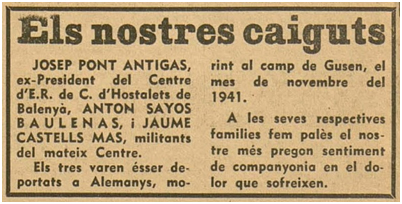 Els nostres caiguts
JOSEP PONT ANTIGAS,
ex-President del Centre
d'E.R. de C. d'Hostalets de
Balenyà, ANTON SAYOS
BAULENAS, i JAUME
CASTELLS MAS, militants
del mateix Centre.
Els tres varen ésser de-
portats a Alemanys, mo-
rint al camp de Gusen, el
mes de novembre del
1941.
A les seves respectives
famílies fem palès el nos-
tre més pregon sentiment
de companyonia en el do-
lor que sofreixen.